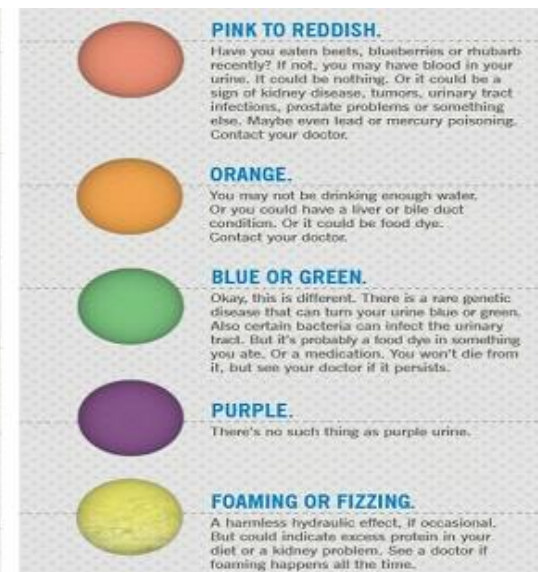 PINK TO REDDISH.
Have you eaten beets, blueberries or rhubarb
recently? If not, you may have blood in your
urine. It could be nothing. Or it could be a
sign of kidney disease, tumors, urinary tract
infections, prostate problems or something
else. Maybe even lead or mercury poisoning.
Contact your doctor.
ORANGE.
You may not be drinking enough water.
Or you could have a liver or bile duct
condition. Or it could be food dye.
Contact your doctor.
BLUE OR GREEN.
Okay, this is different. There is a rare genetic
disease that can turn your urine blue or green.
Also certain bacteria can infect the urinary
tract. But it's probably a food dye in something
you ate. Or a medication. You won't die from
it, but see your doctor if it persists.
PURPLE.
There's no such thing as purple urine.
FOAMING OR FIZZING.
A harmless hydraulic effect, if occasional.
But could indicate excess protein in your
diet or a kidney problem. See a doctor if
foaming happens all the time.